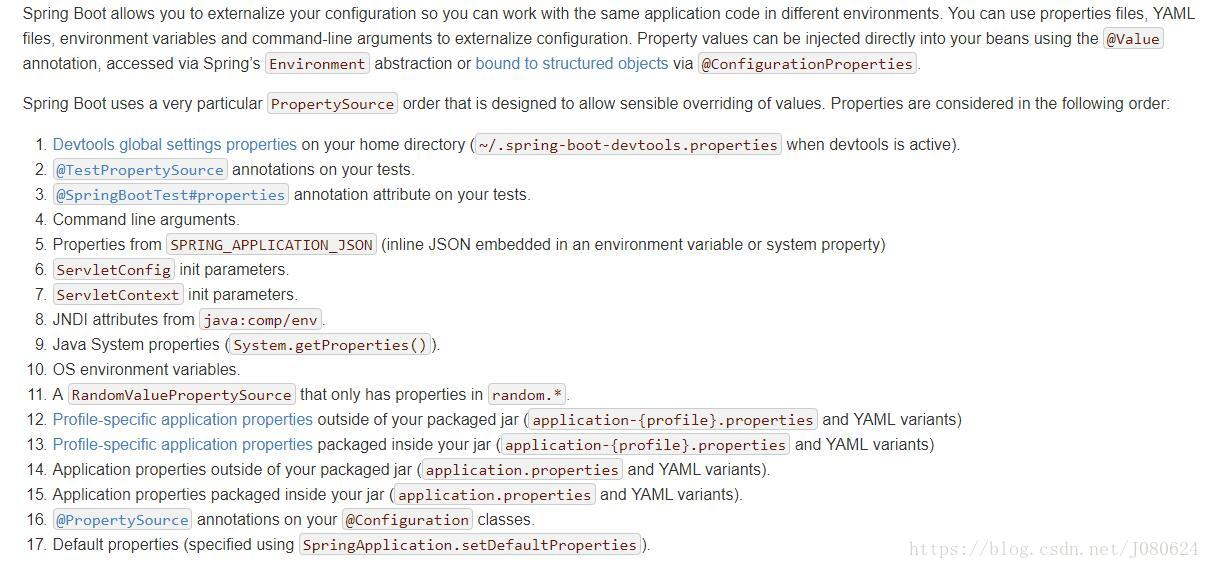 Spring Boot allows you to externalize your configuration so you can work with the same application code in different environments. You can use properties files, YAML
files, environment variables and command-line arguments to externalize configuration. Property values can be injected directly into your beans using the @Value
annotation, accessed via Spring’s Environment abstraction or bound to structured objects via @ConfigurationProperties.
Spring Boot uses a very particular PropertySource order that is designed to allow sensible overriding of values. Properties are considered in the following order:
1. Devtools global settings properties on your home directory (~/.spring-boot-devtools.properties when devtools is active).
2. @TestPropertySource annotations on your tests.
3. @SpringBootTest#properties annotation attribute on your tests.
4. Command line arguments.
5. Properties from SPRING_APPLICATION_JSON (inline JSON embedded in an environment variable or system property)
6. ServletConfig init parameters.
7. ServletContext init parameters.
8. JNDI attributes from java:comp/env.
9. Java System properties (System.getProperties()).
10. OS environment variables.
11. A RandomValuePropertySource that only has properties in random.*.
12. Profile-specific application properties outside of your packaged jar (application-{profile}.properties and YAML variants)
13. Profile-specific application properties packaged inside your jar (application-{profile}.properties and YAML variants)
14. Application properties outside of your packaged jar (application.properties and YAML variants).
15. Application properties packaged inside your jar (application.properties and YAML variants).
16. @PropertySource annotations on your @Configuration classes.
17. Default properties (specified using SpringApplication.setDefaultProperties).
https://blog.csdn.net/J080624